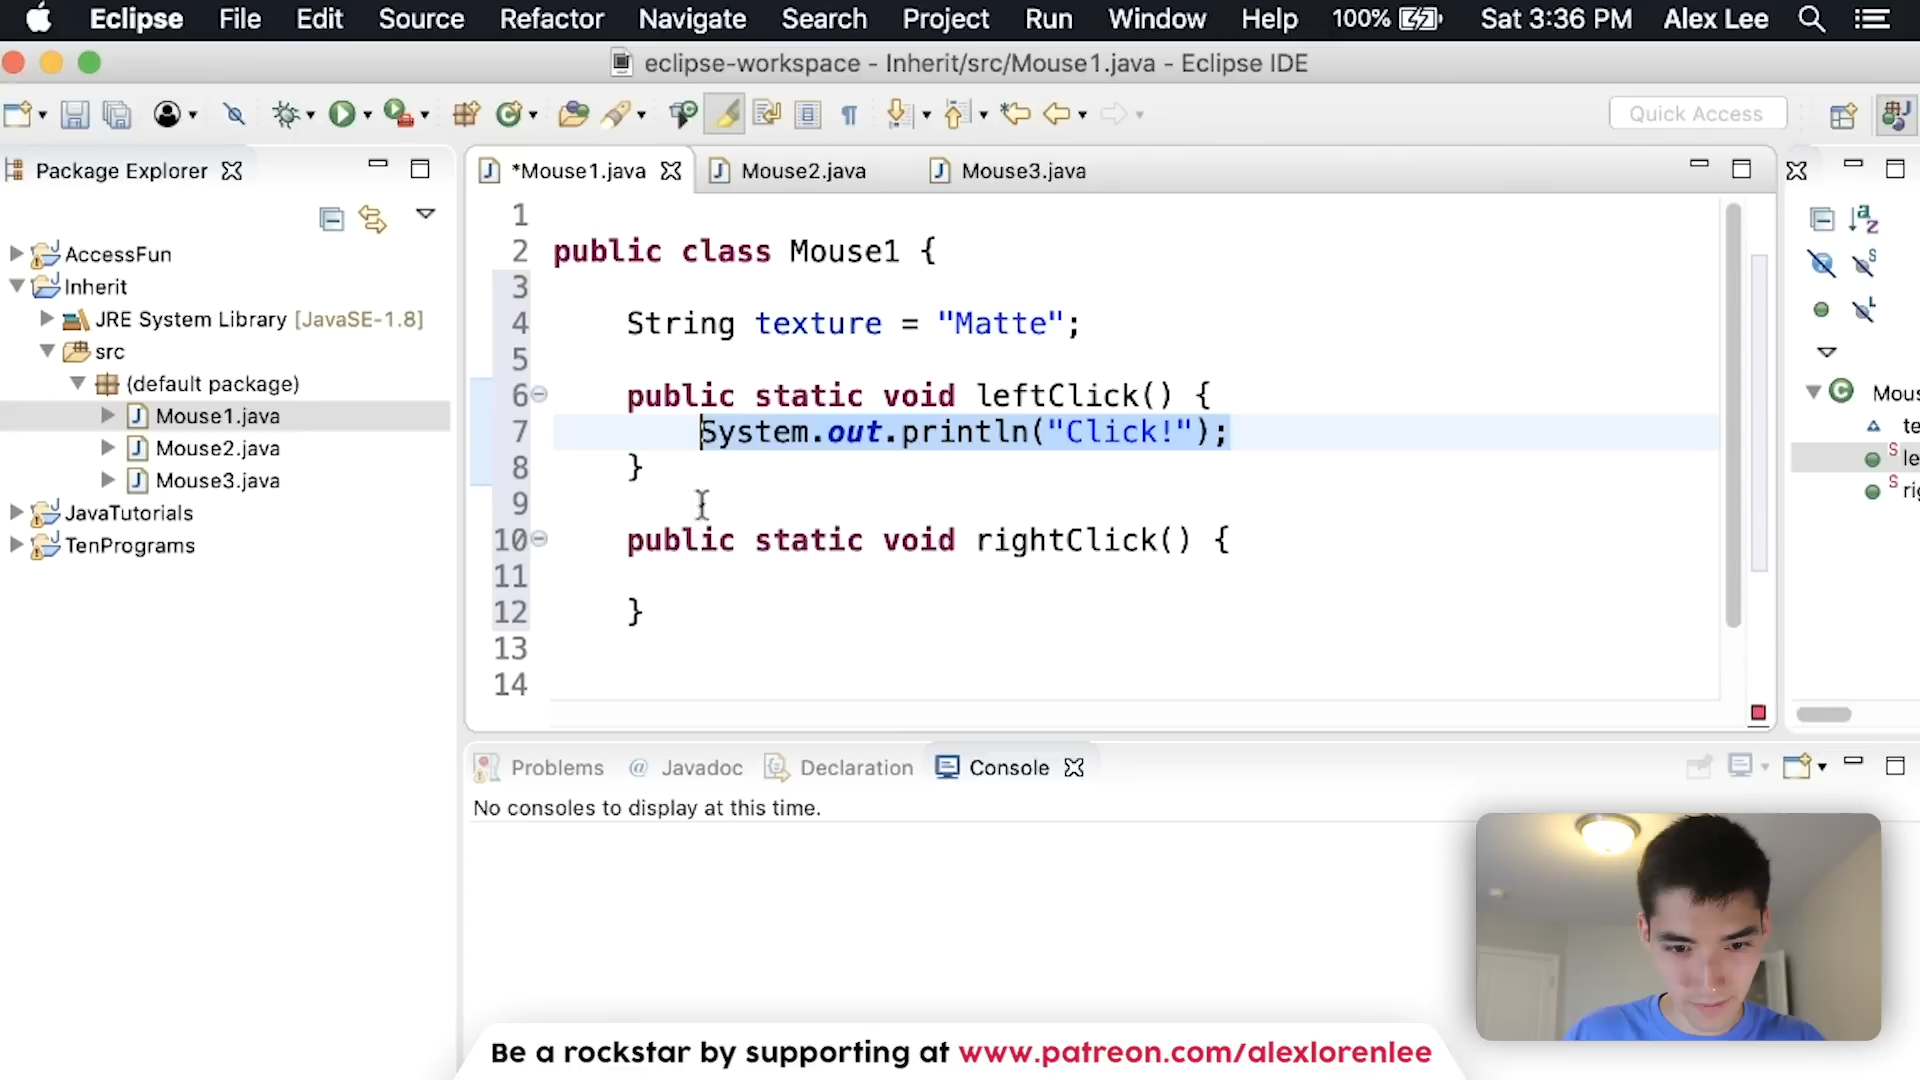 Eclipse File Edit Source Refactor Navigate Search Project Run Window Help 100% Sat 3:36 PM Alex Lee
eclipse-workspace - Inherit/src/Mouse1.java - Eclipse IDE
Quick Access
Package Explorer
AccessFun
Inherit
JRE System Library [JavaSE-1.8]
src
(default package)
Mouse1.java
Mouse2.java
Mouse3.java
JavaTutorials
TenPrograms
*Mouse1.java Mouse2.java Mouse3.java
1
2 public class Mouse1 {
3
4 String texture = "Matte";
5
6 public static void leftClick() {
7 System.out.println("Click!");
8 }
9
10 public static void rightClick() {
11
12 }
13
14
Mous
te
le
ri
Problems @ Javadoc Declaration Console
No consoles to display at this time.
Be a rockstar by supporting at www.patreon.com/alexlorenlee